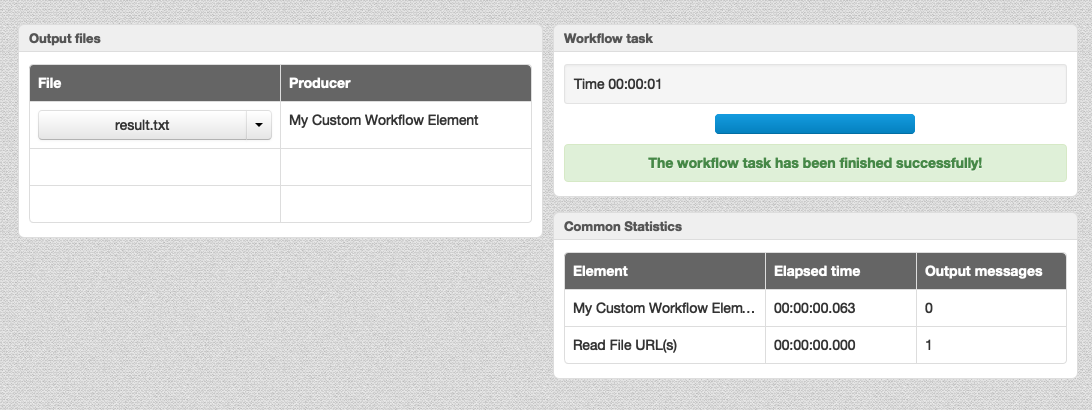 Output files
File Producer
result.txt My Custom Workflow Element
Workflow task
Time 00:00:01
The workflow task has been finished successfully!
Common Statistics
Element Elapsed time Output messages
My Custom Workflow Elem... 00:00:00.063 0
Read File URL(s) 00:00:00.000 1